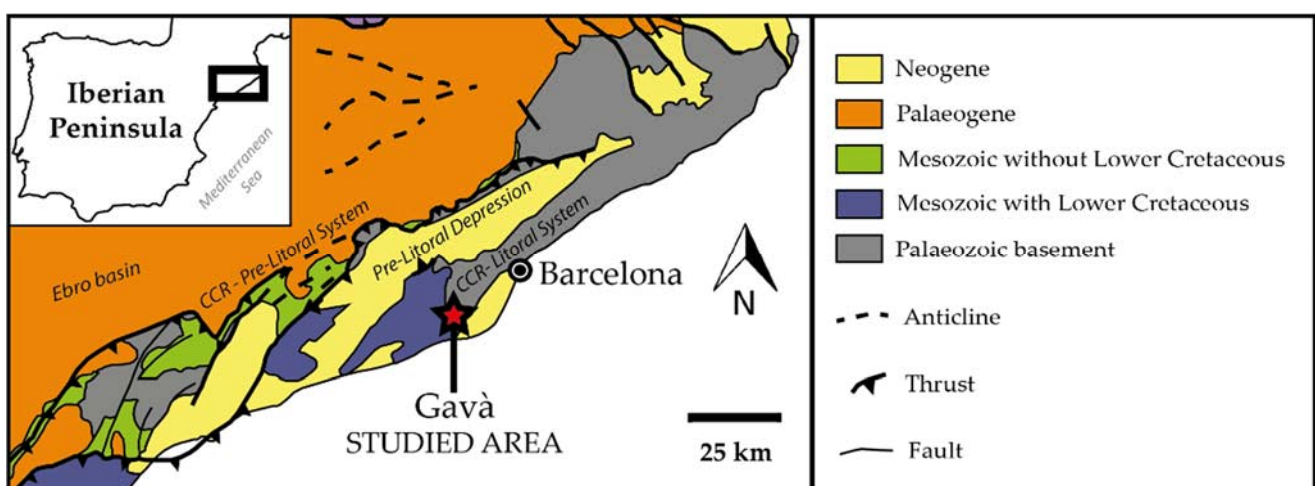 Iberian
Peninsula
Mediterranean
Sea
Ebro basin
CCR - Pre-Litoral System
Pre-Litoral Depression
CCR- Litoral System
Barcelona
N
Gavà
STUDIED AREA
25 km
Neogene
Palaeogene
Mesozoic without Lower Cretaceous
Mesozoic with Lower Cretaceous
Palaeozoic basement
Anticline
Thrust
Fault